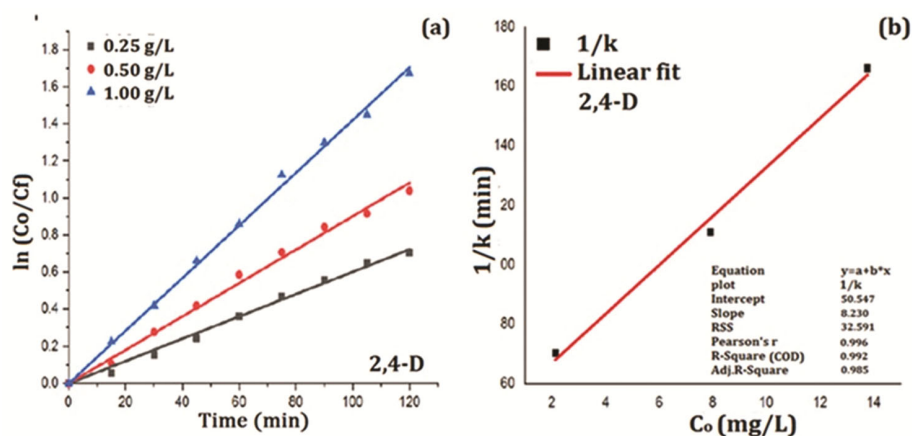 (a)
0.25 g/L
0.50 g/L
1.00 g/L
ln (Co/Cf)
1.8
1.6
1.4
1.2
1.0
0.8
0.6
0.4
0.2
0.0
0 20 40 60 80 100 120
2,4-D
Time (min)
(b)
1/k
Linear fit
2,4-D
1/k (min)
180
160
140
20
00
80
60
2 4 6 8 10 12 14
Equation y=a+b*x
plot 1/k
Intercept 50.547
Slope 8.230
RSS 32.591
Pearson's r 0.996
R-Square (COD) 0.992
Adj.R-Square 0.985
Co (mg/L)